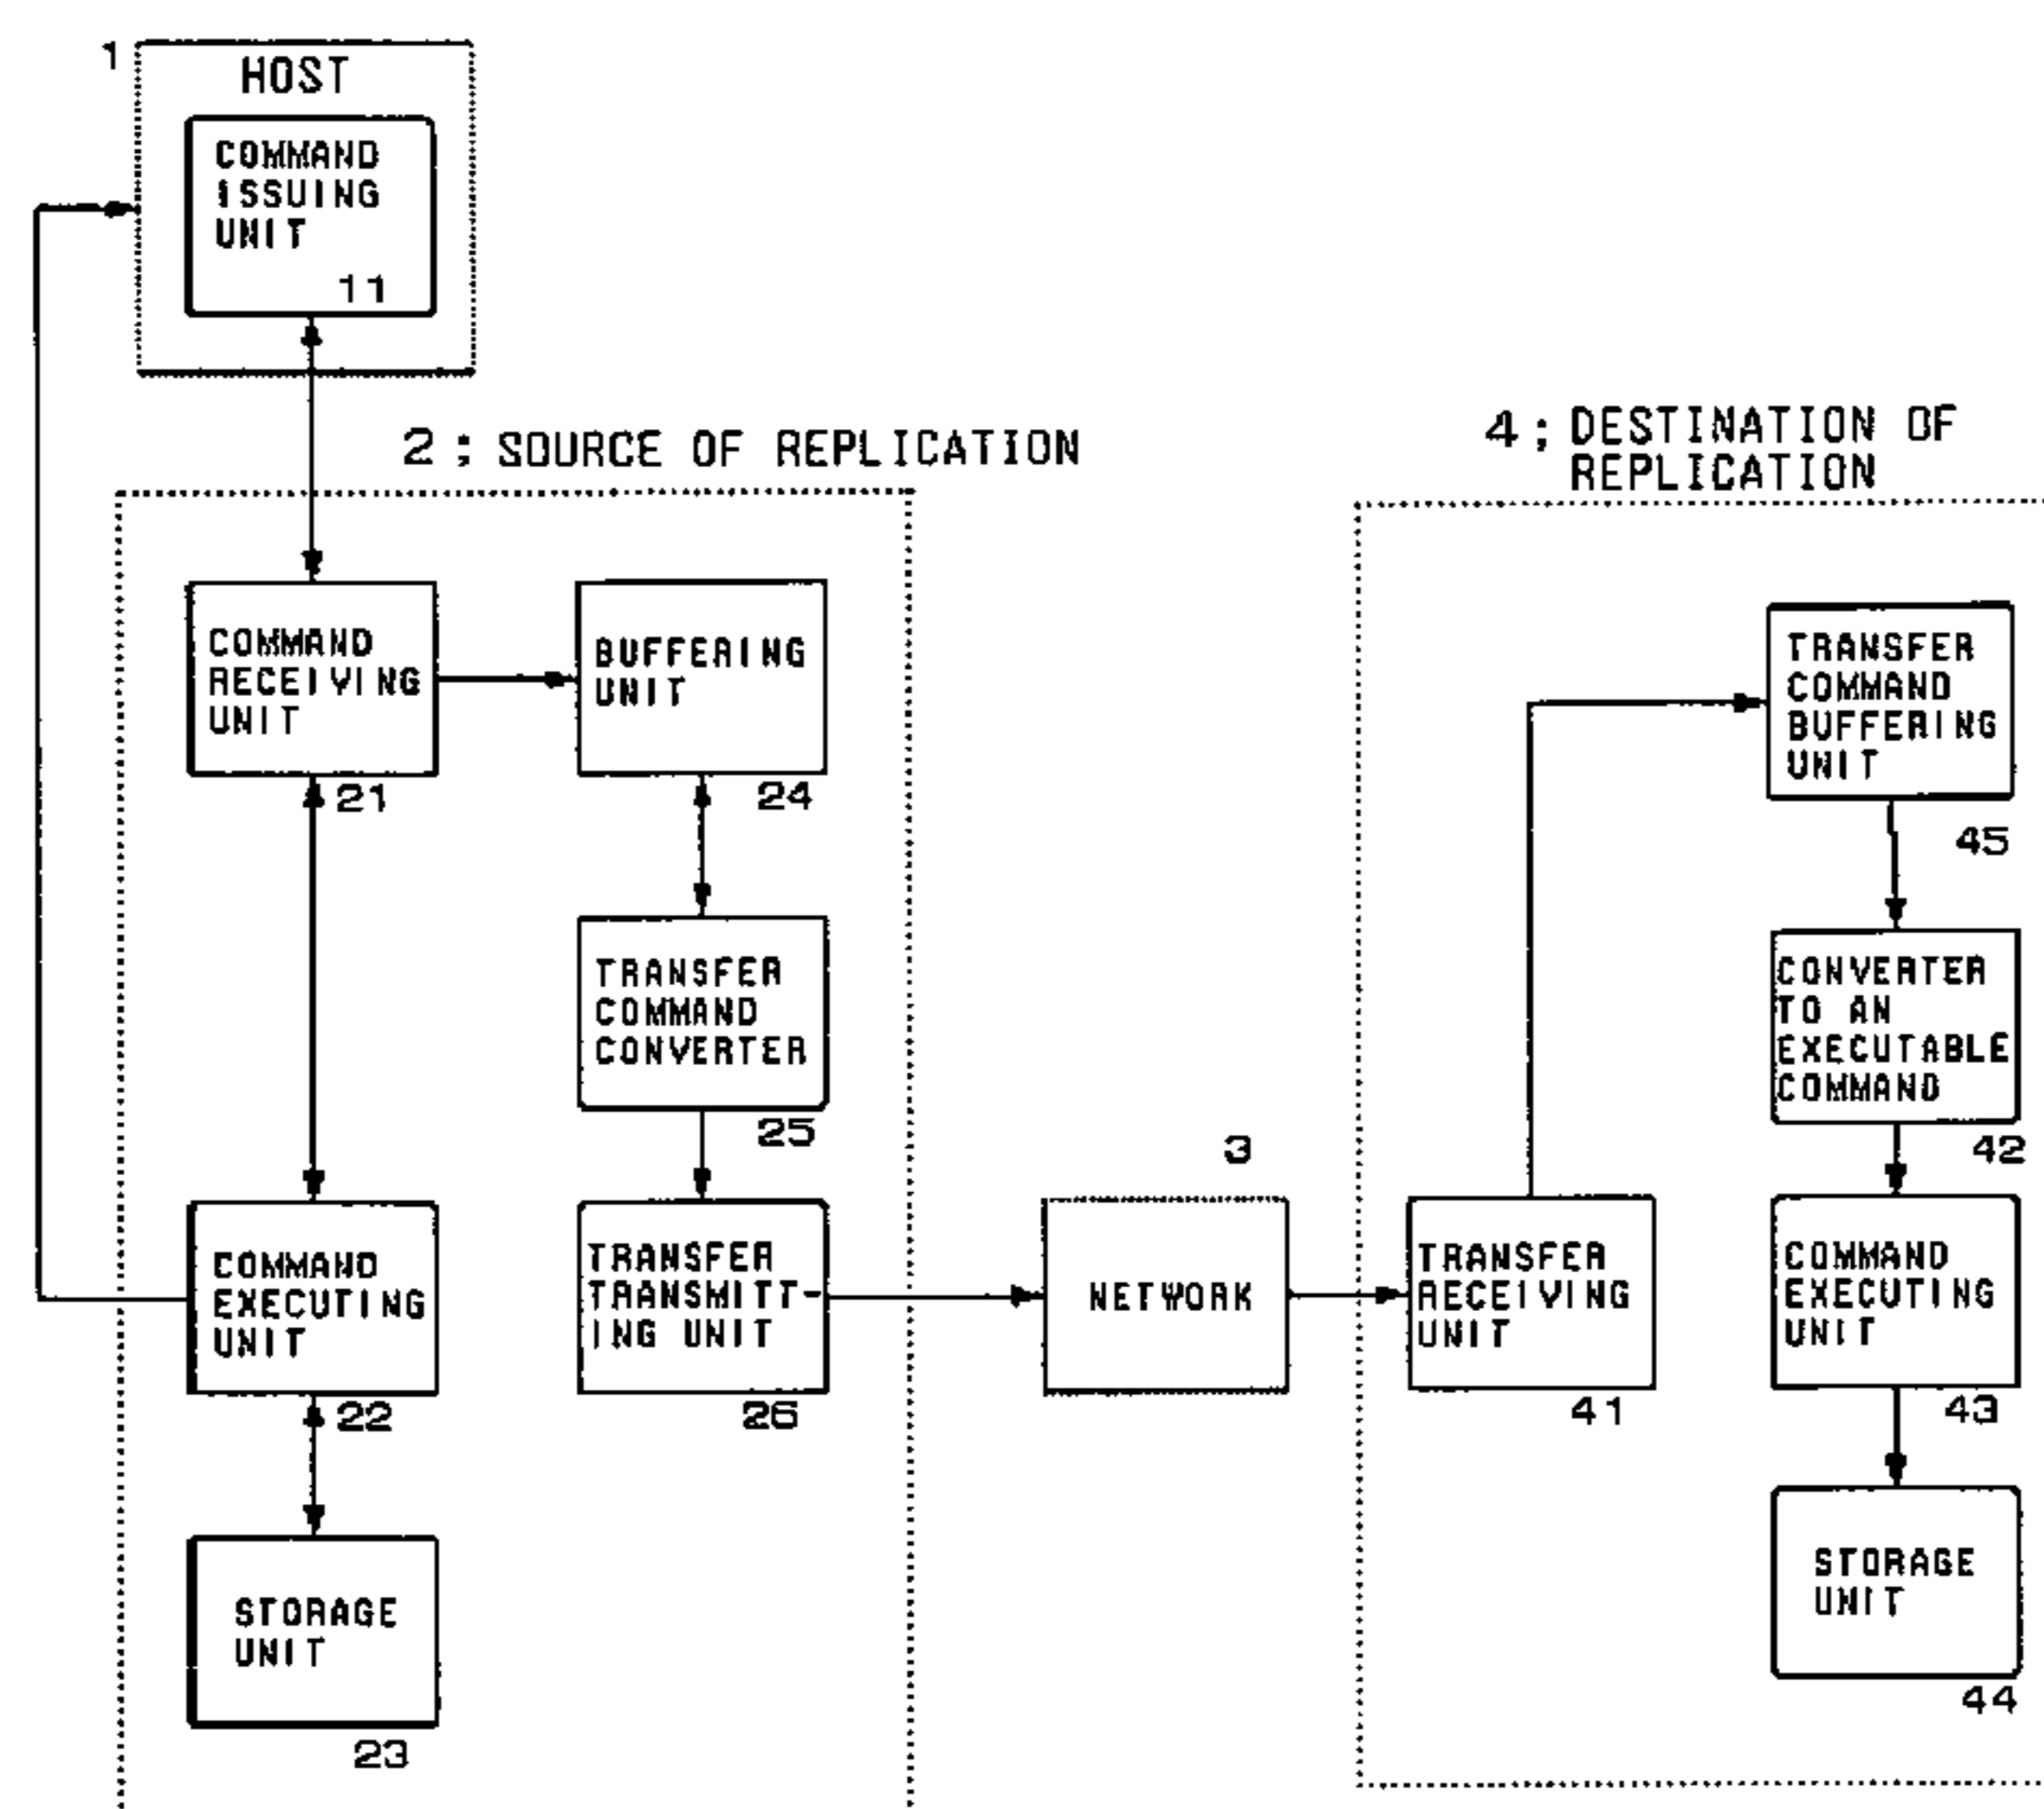 1
HOST
COMMAND
ISSUING
UNIT
11
2 ; SOURCE OF REPLICATION
4 ; DESTINATION OF
REPLICATION
COMMAND
RECEIVING
UNIT
21
BUFFERING
UNIT
24
TRANSFER
COMMAND
BUFFERING
UNIT
45
TRANSFER
COMMAND
CONVERTER
25
CONVERTER
TO AN
EXECUTABLE
COMMAND
42
COMMAND
EXECUTING
UNIT
22
TRANSFER
TRANSMITT-
ING UNIT
26
3
NETWORK
TRANSFER
RECEIVING
UNIT
41
COMMAND
EXECUTING
UNIT
43
STORAGE
UNIT
23
STORAGE
UNIT
44